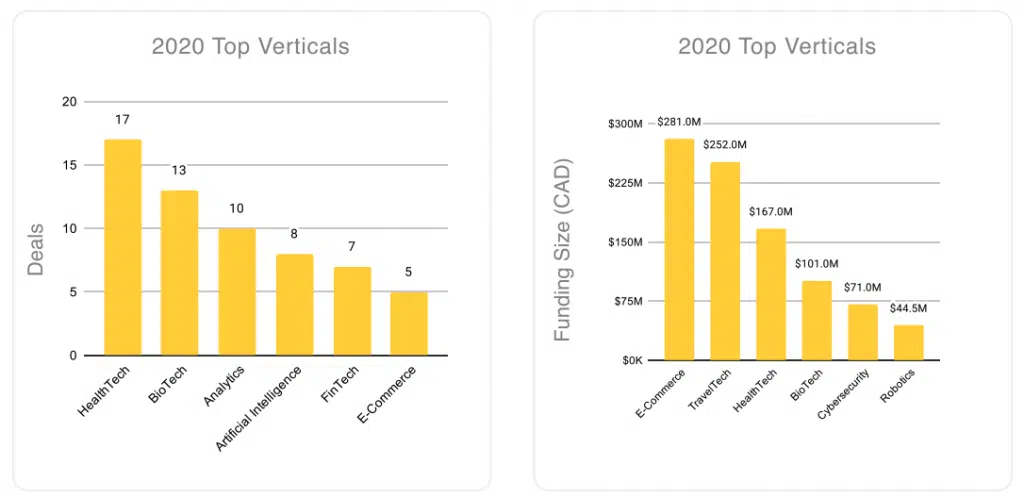 2020 Top Verticals
Deals
20
15
10
5
0
17
13
10
8
7
5
HealthTech
BioTech
Analytics
Artificial Intelligence
FinTech
E-Commerce
2020 Top Verticals
Funding Size (CAD)
$300M
$225M
$150M
$75M
$0K
$281.0M
$252.0M
$167.0M
$101.0M
$71.0M
$44.5M
E-Commerce
TravelTech
HealthTech
BioTech
Cybersecurity
Robotics